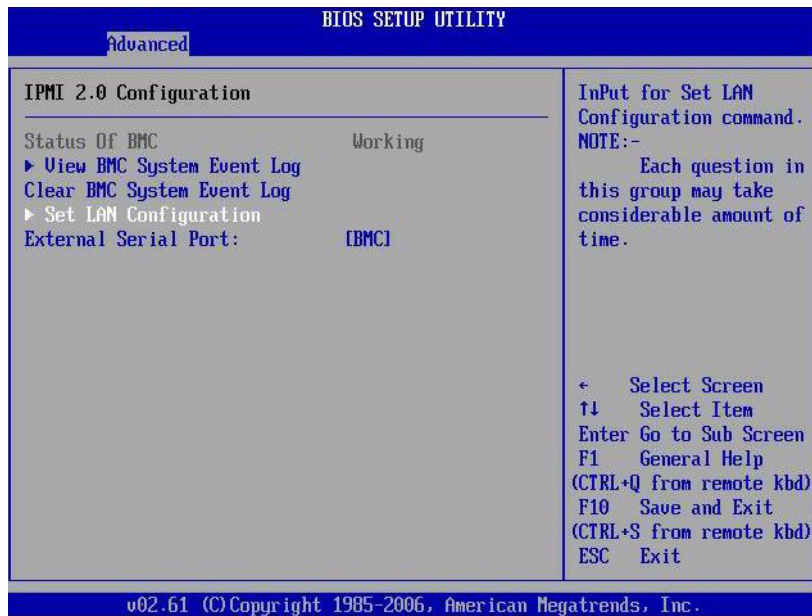 BIOS SETUP UTILITY
Advanced
IPMI 2.0 Configuration
Status Of BMC Working
▶ View BMC System Event Log
Clear BMC System Event Log
▶ Set LAN Configuration
External Serial Port: [BMC]
InPut for Set LAN
Configuration command.
NOTE:-
Each question in
this group may take
considerable amount of
time.
← Select Screen
↑↓ Select Item
Enter Go to Sub Screen
F1 General Help
(CTRL+Q from remote kbd)
F10 Save and Exit
(CTRL+S from remote kbd)
ESC Exit
v02.61 (C)Copyright 1985-2006, American Megatrends, Inc.